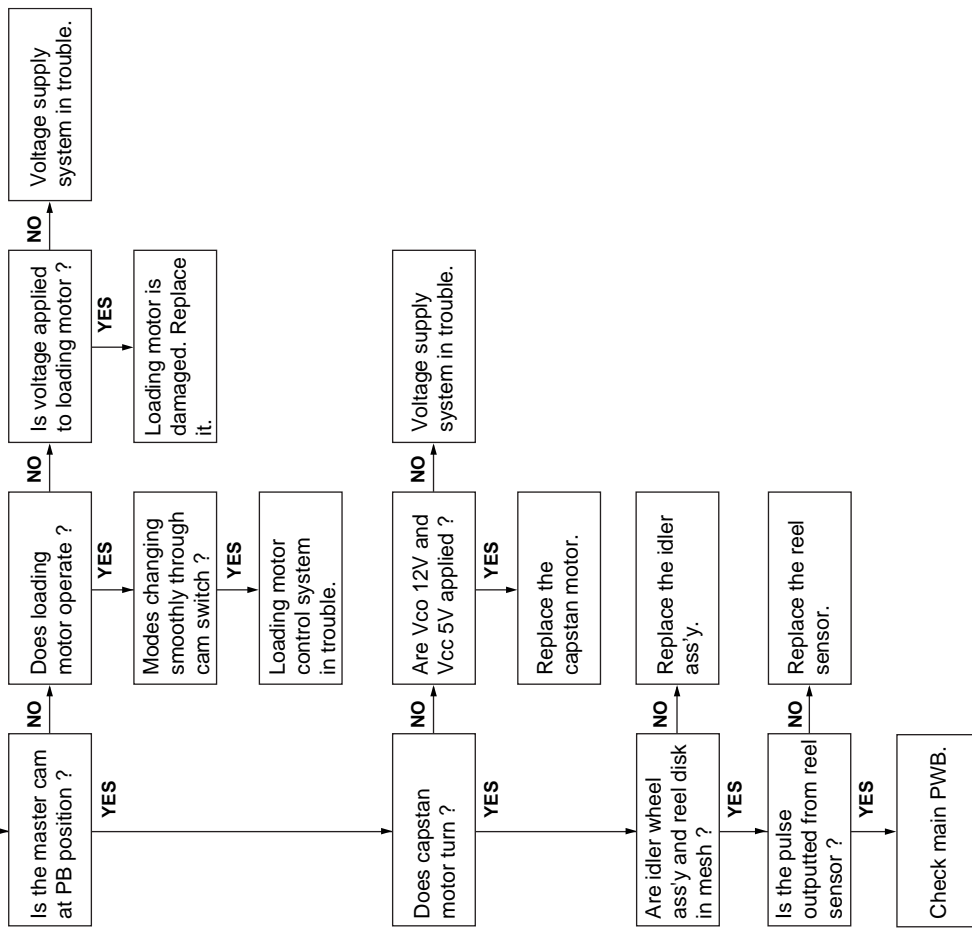 Is the master cam
at PB position ?
NO
Does loading
motor operate ?
NO
Is voltage applied
to loading motor ?
NO
Voltage supply
system in trouble.
YES
YES
YES
Modes changing
smoothly through
cam switch ?
Loading motor is
damaged. Replace
it.
YES
Loading motor
control system
in trouble.
Does capstan
motor turn ?
NO
Are Vco 12V and
Vcc 5V applied ?
NO
Voltage supply
system in trouble.
YES
YES
Replace the
capstan motor.
Are idler wheel
ass'y and reel disk
in mesh ?
NO
Replace the idler
ass'y.
YES
Is the pulse
outputted from reel
sensor ?
NO
Replace the reel
sensor.
YES
Check main PWB.